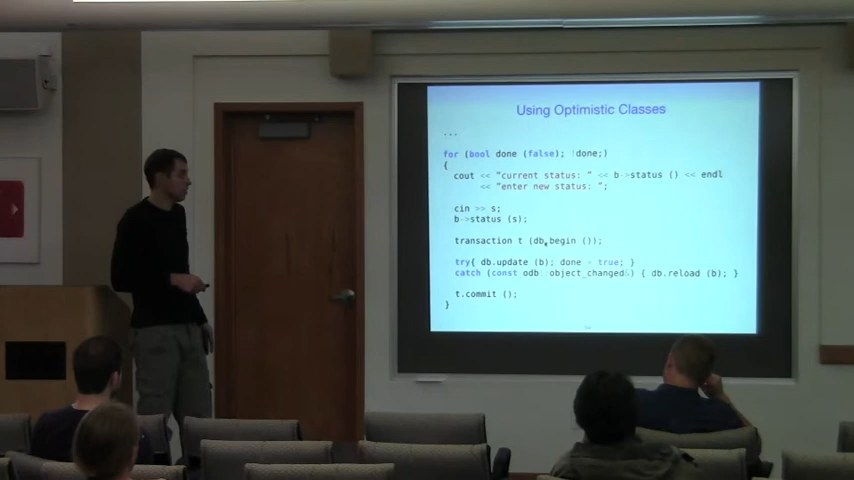 Using Optimistic Classes
...
for (bool done (false); !done;)
{
cout << "current status: " << b->status () << endl
<< "enter new status: ";
cin >> s;
b->status (s);
transaction t (db.begin ());
try{ db.update (b); done = true; }
catch (const odb::object_changed&) { db.reload (b); }
t.commit ();
}